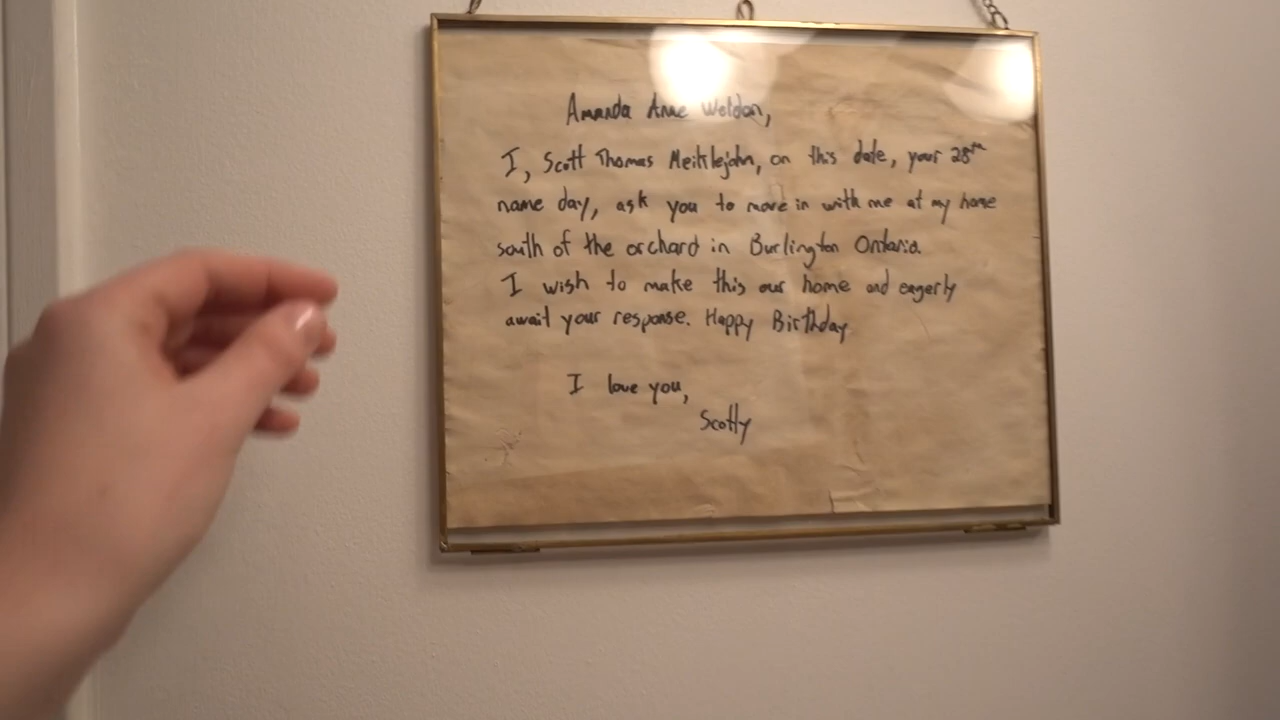 Amanda Anne Weldon,
I, Scott Thomas Meiklejohn, on this date, your 28th
name day, ask you to move in with me at my home
south of the orchard in Burlington Ontario.
I wish to make this our home and eagerly
await your response. Happy Birthday
I love you,
Scotty